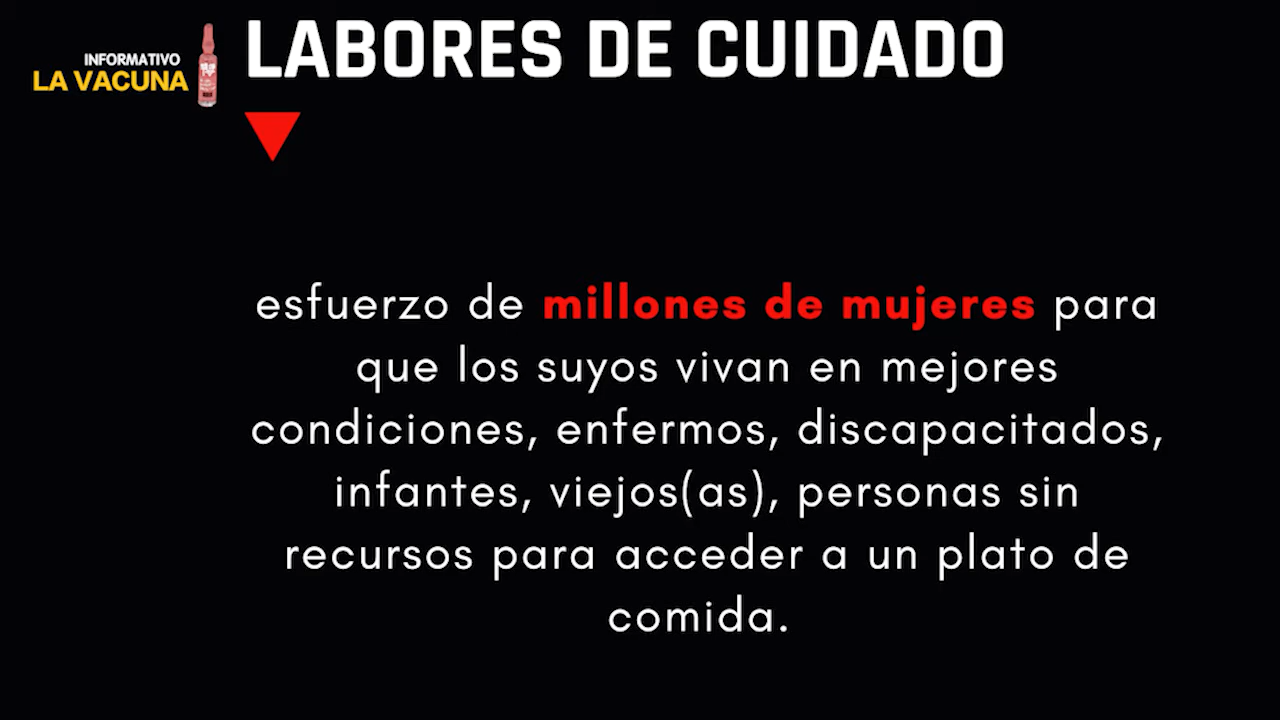 INFORMATIVO
LA VACUNA
LABORES DE CUIDADO
esfuerzo de millones de mujeres para
que los suyos vivan en mejores
condiciones, enfermos, discapacitados,
infantes, viejos(as), personas sin
recursos para acceder a un plato de
comida.